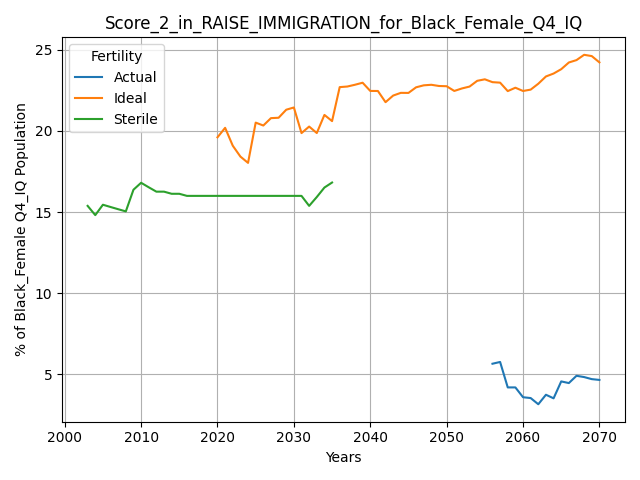 Score_2_in_RAISE_IMMIGRATION_for_Black_Female_Q4_IQ
Fertility
Actual
Ideal
Sterile
% of Black_Female Q4_IQ Population
25
20
15
10
5
2000 2010 2020 2030 2040 2050 2060 2070
Years